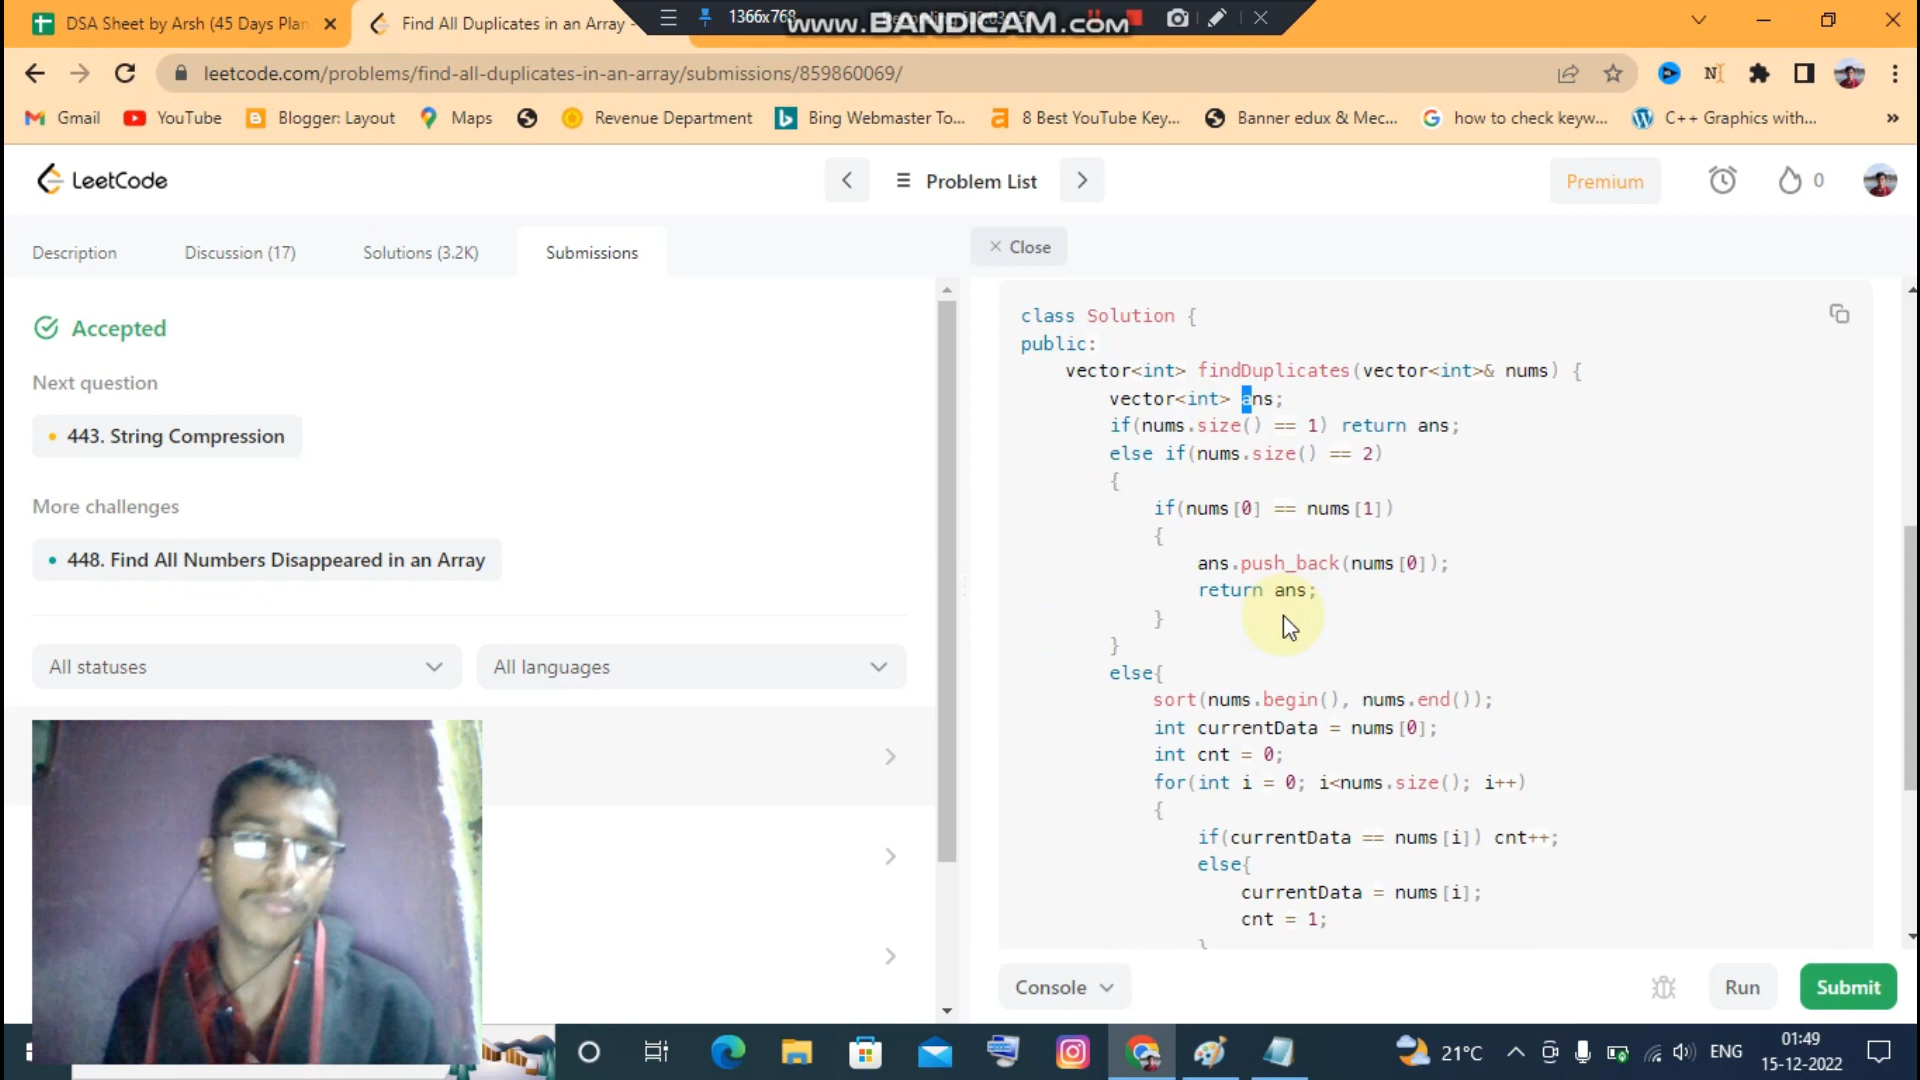 DSA Sheet by Arsh (45 Days Plan
Find All Duplicates in an Array -
1366x768
www.BANDICAM.com
leetcode.com/problems/find-all-duplicates-in-an-array/submissions/859860069/
Gmail
YouTube
Blogger: Layout
Maps
Revenue Department
Bing Webmaster To...
8 Best YouTube Key...
Banner edux & Mec...
how to check keyw...
C++ Graphics with...
»
LeetCode
Problem List
Premium
0
Description
Discussion (17)
Solutions (3.2K)
Submissions
Close
Accepted
Next question
443. String Compression
More challenges
448. Find All Numbers Disappeared in an Array
All statuses
All languages
class Solution {
public:
vector<int> findDuplicates(vector<int>& nums) {
vector<int> ans;
if(nums.size() == 1) return ans;
else if(nums.size() == 2)
{
if(nums[0] == nums[1])
{
ans.push_back(nums[0]);
return ans;
}
}
else{
sort(nums.begin(), nums.end());
int currentData = nums[0];
int cnt = 0;
for(int i = 0; i<nums.size(); i++)
{
if(currentData == nums[i]) cnt++;
else{
currentData = nums[i];
cnt = 1;
}
Console
Run
Submit
21°C
ENG
01:49
15-12-2022